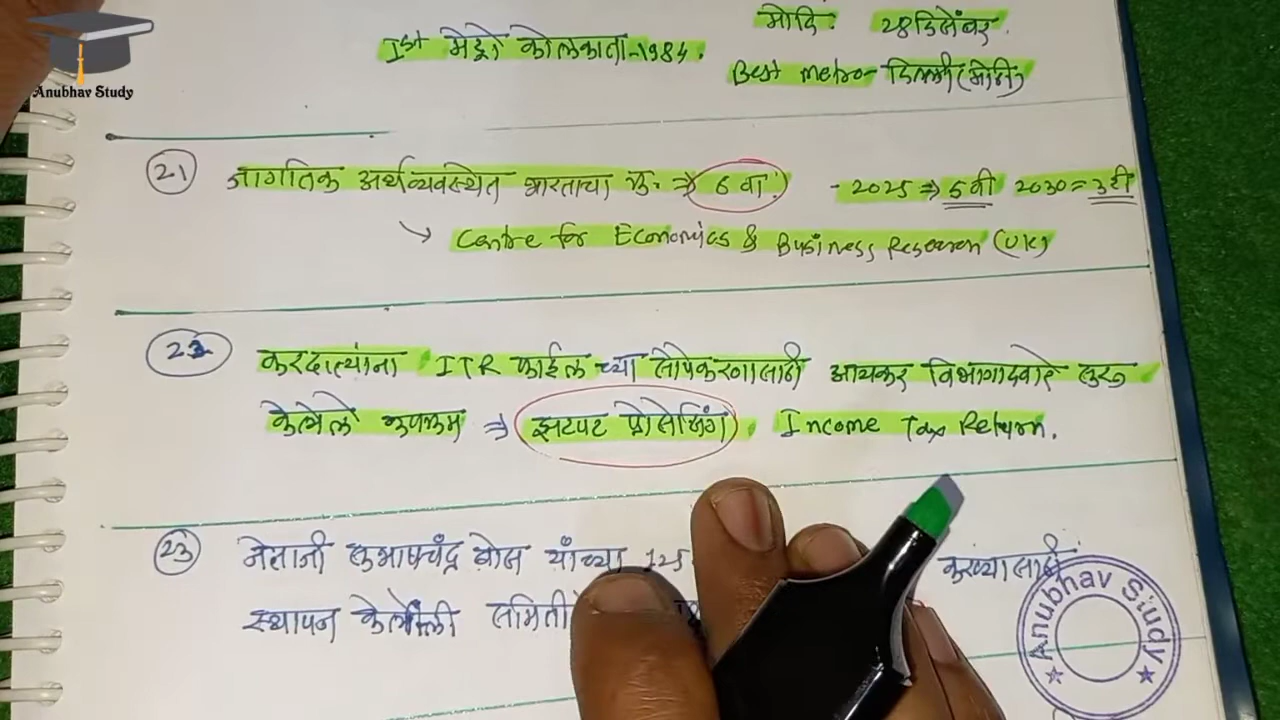 Anubhav Study
मोदि: 28 डिसेंबर.
1st मेट्रो कोलकाता-1984.
Best metro- दिल्ली (मोदी)
21 जागतिक अर्थव्यवस्थेत भारताचा क्र. ⇒ 6 वा. - 2025 ⇒ 5 वी 2030 = 3 री
↳ Centre for Economics & Business Research (UK)
22 करदात्यांना ITR फाईल च्या सोपेकरणासाठी आयकर विभागाद्वारे सुरु
केलेले उपक्रम ⇒ झटपट प्रोसेसिंग. Income Tax Return.
23 नेताजी सुभाषचंद्र बोस यांच्या 125 करण्यासाठी
स्थापन केलेली समितीचे
Anubhav Study